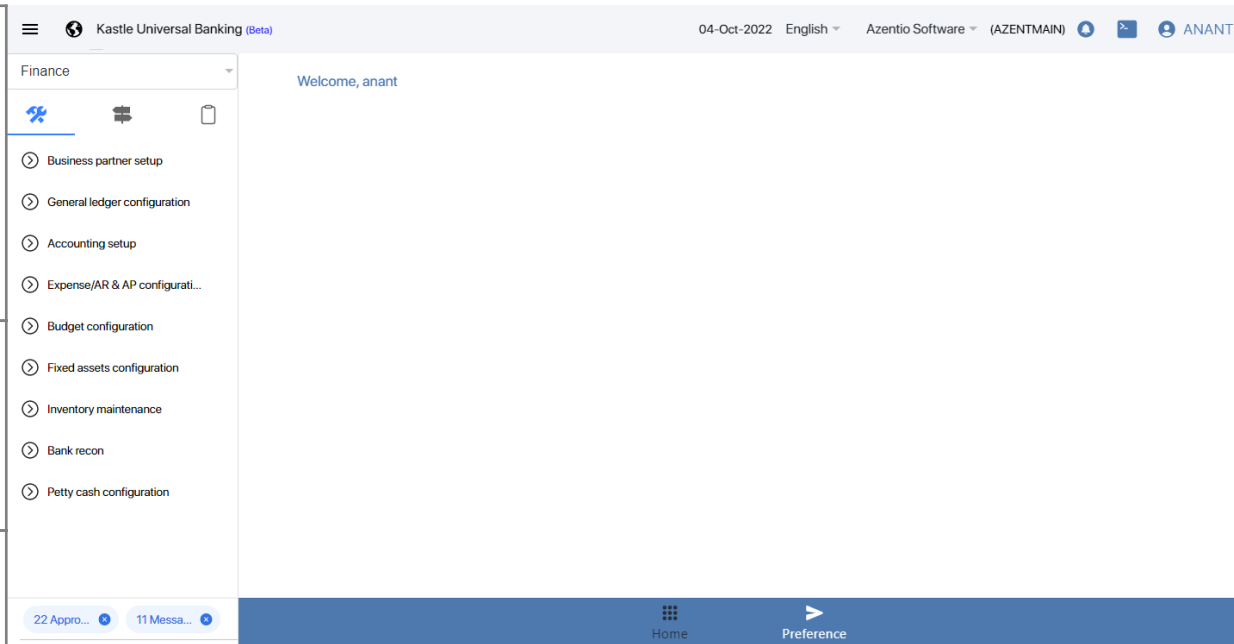 Kastle Universal Banking (Beta)
04-Oct-2022 English Azentio Software (AZENTMAIN) >_ ANANT
Finance
Welcome, anant
Business partner setup
General ledger configuration
Accounting setup
Expense/AR & AP configurati...
Budget configuration
Fixed assets configuration
Inventory maintenance
Bank recon
Petty cash configuration
22 Appro... 11 Messa...
Home
Preference